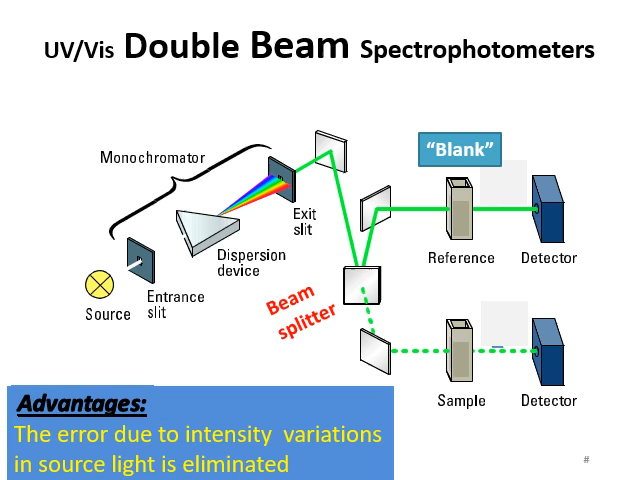 UV/Vis Double Beam Spectrophotometers
"Blank"
Monochromator
Exit
slit
Dispersion
device
Reference
Detector
Entrance
slit
Source
Beam
splitter
Sample
Detector
Advantages:
The error due to intensity variations
in source light is eliminated
#